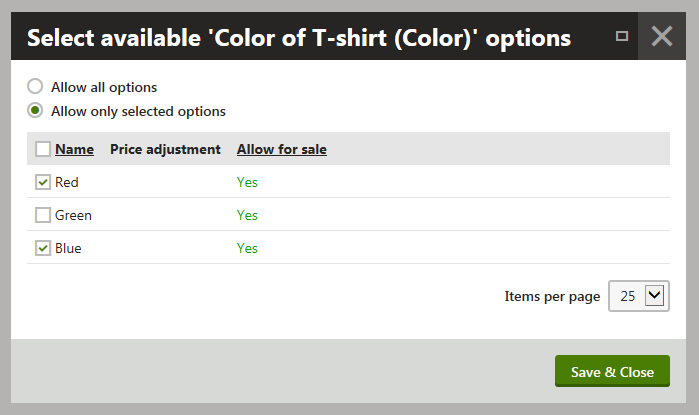 Select available 'Color of T-shirt (Color)' options
Allow all options
Allow only selected options
Name Price adjustment Allow for sale
Red Yes
Green Yes
Blue Yes
Items per page 25
Save & Close